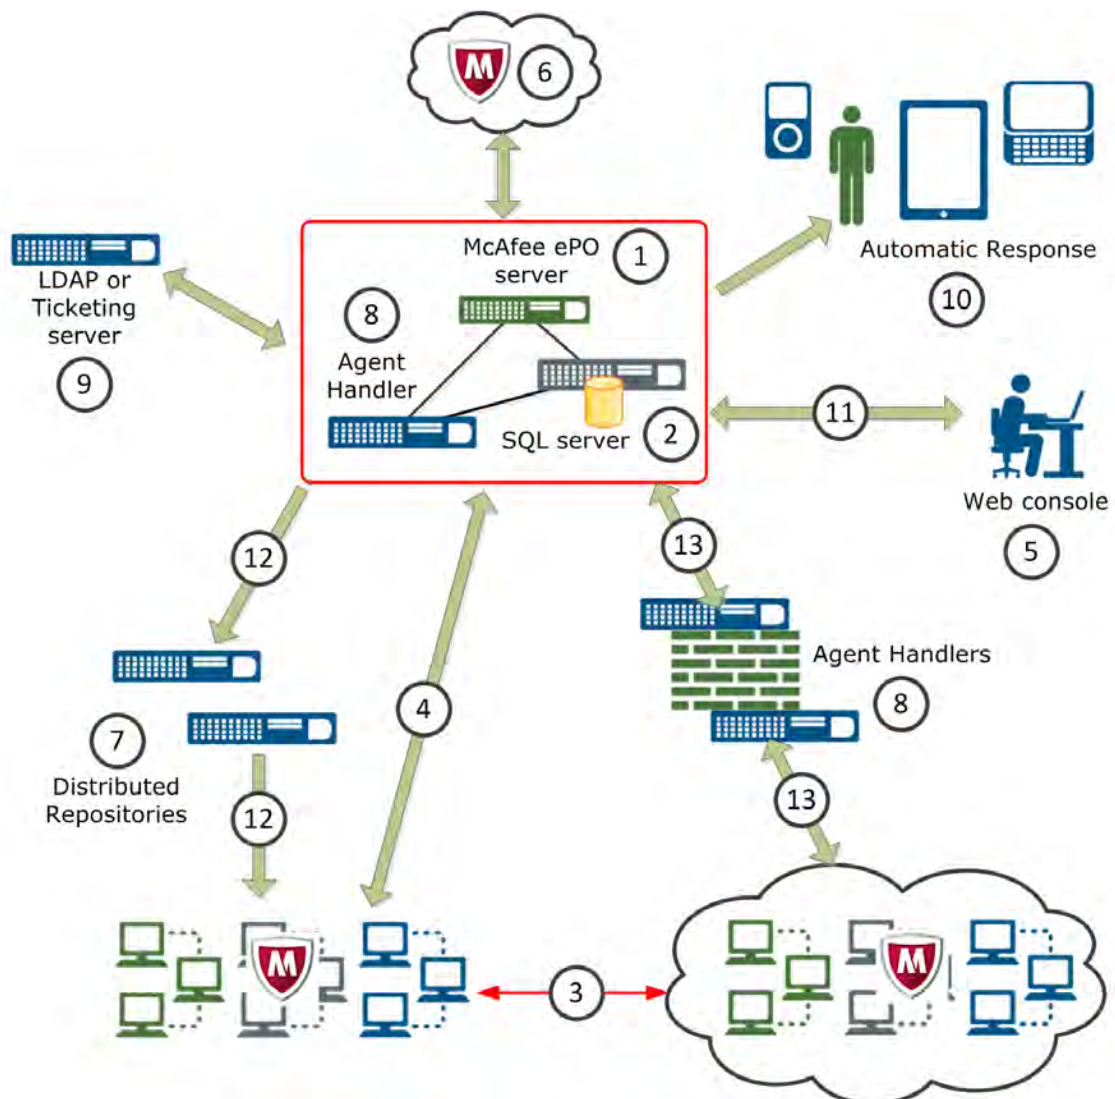 M
6
McAfee ePO
server
1
Automatic Response
10
LDAP or
Ticketing
server
9
8
Agent
Handler
SQL server
2
11
Web console
5
12
13
Agent Handlers
8
7
Distributed
Repositories
4
12
13
M
3
M